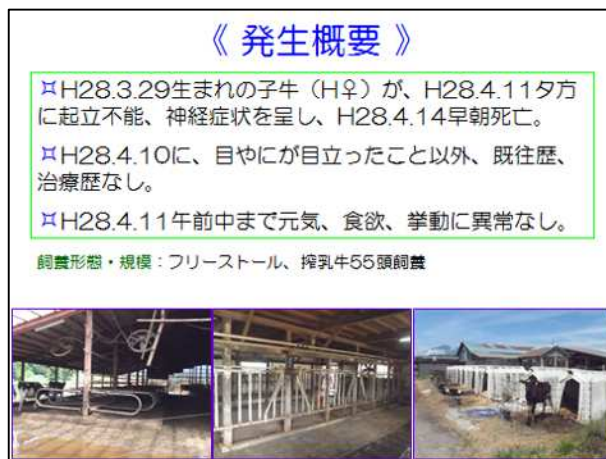 《 発生概要 》
¤H28.3.29生まれの子牛（H♀）が、H28.4.11夕方
に起立不能、神経症状を呈し、H28.4.14早朝死亡。
¤H28.4.10に、目やにが目立ったこと以外、既往歴、
治療歴なし。
¤H28.4.11午前中まで元気、食欲、挙動に異常なし。
飼養形態・規模：フリーストール、搾乳牛55頭飼養